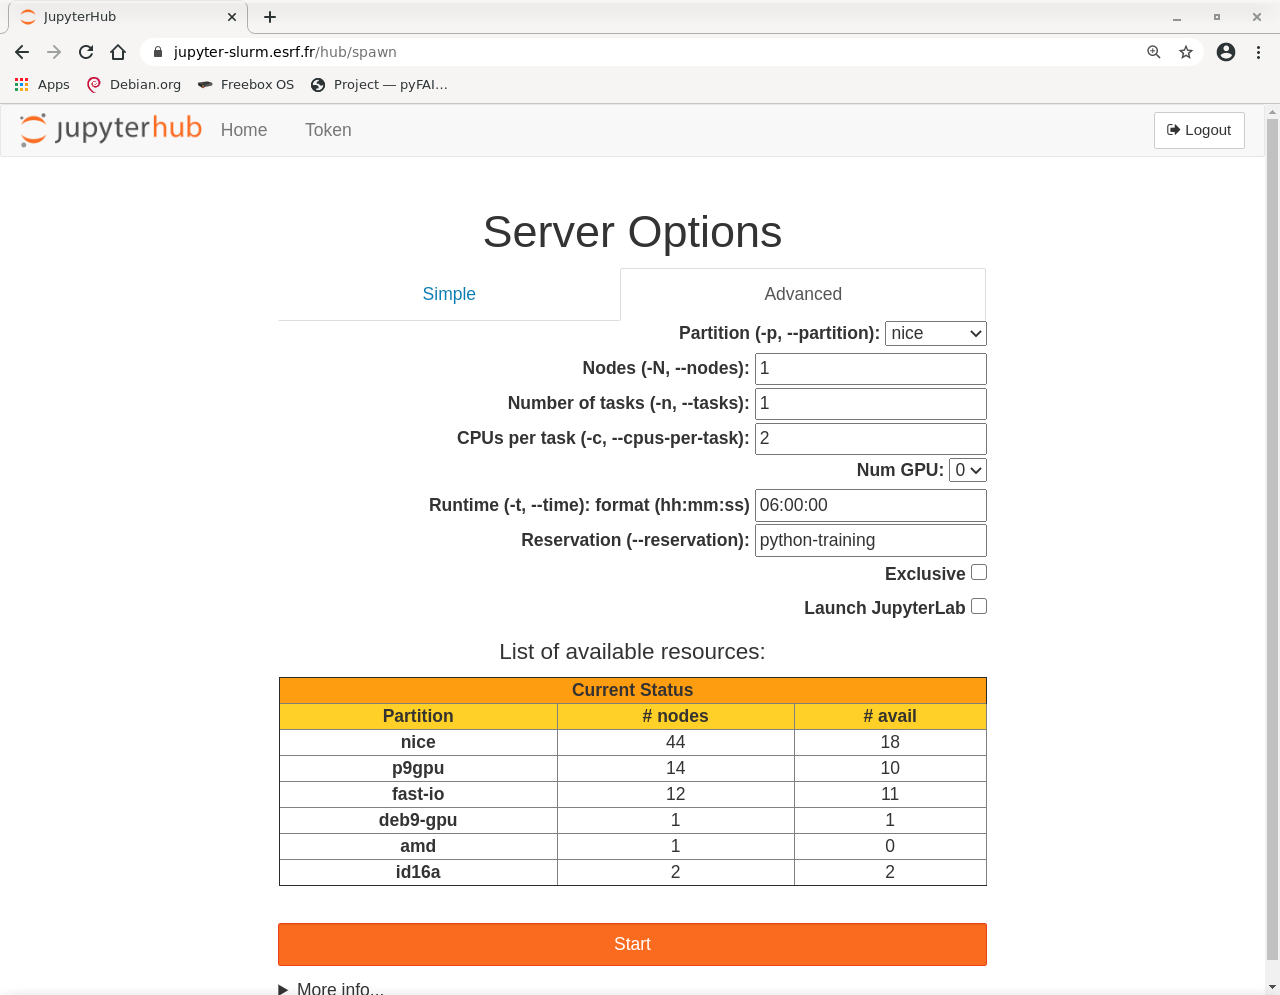 JupyterHub
jupyter-slurm.esrf.fr/hub/spawn
Apps Debian.org Freebox OS Project — pyFAI…
jupyterhub Home Token Logout
Server Options
Simple Advanced
Partition (-p, --partition): nice
Nodes (-N, --nodes): 1
Number of tasks (-n, --tasks): 1
CPUs per task (-c, --cpus-per-task): 2
Num GPU: 0
Runtime (-t, --time): format (hh:mm:ss) 06:00:00
Reservation (--reservation): python-training
Exclusive
Launch JupyterLab
List of available resources:
Current Status
Partition # nodes # avail
nice 44 18
p9gpu 14 10
fast-io 12 11
deb9-gpu 1 1
amd 1 0
id16a 2 2
Start
More info...